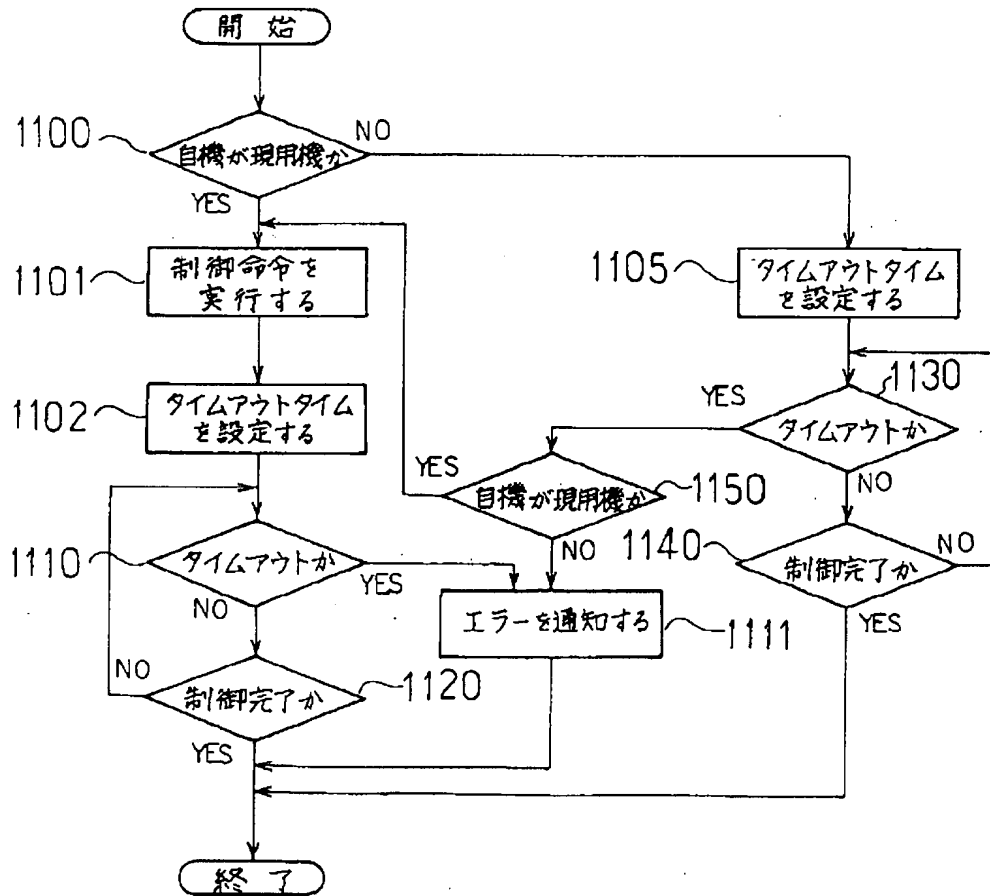 開始
1100
自機が現用機か
NO
YES
1101
制御命令を
実行する
1105
タイムアウトタイム
を設定する
1102
タイムアウトタイム
を設定する
1130
YES
タイムアウトか
NO
YES
自機が現用機か
1150
NO
1110
タイムアウトか
YES
NO
1140
制御完了か
NO
YES
エラーを通知する
1111
NO
制御完了か
1120
YES
終了